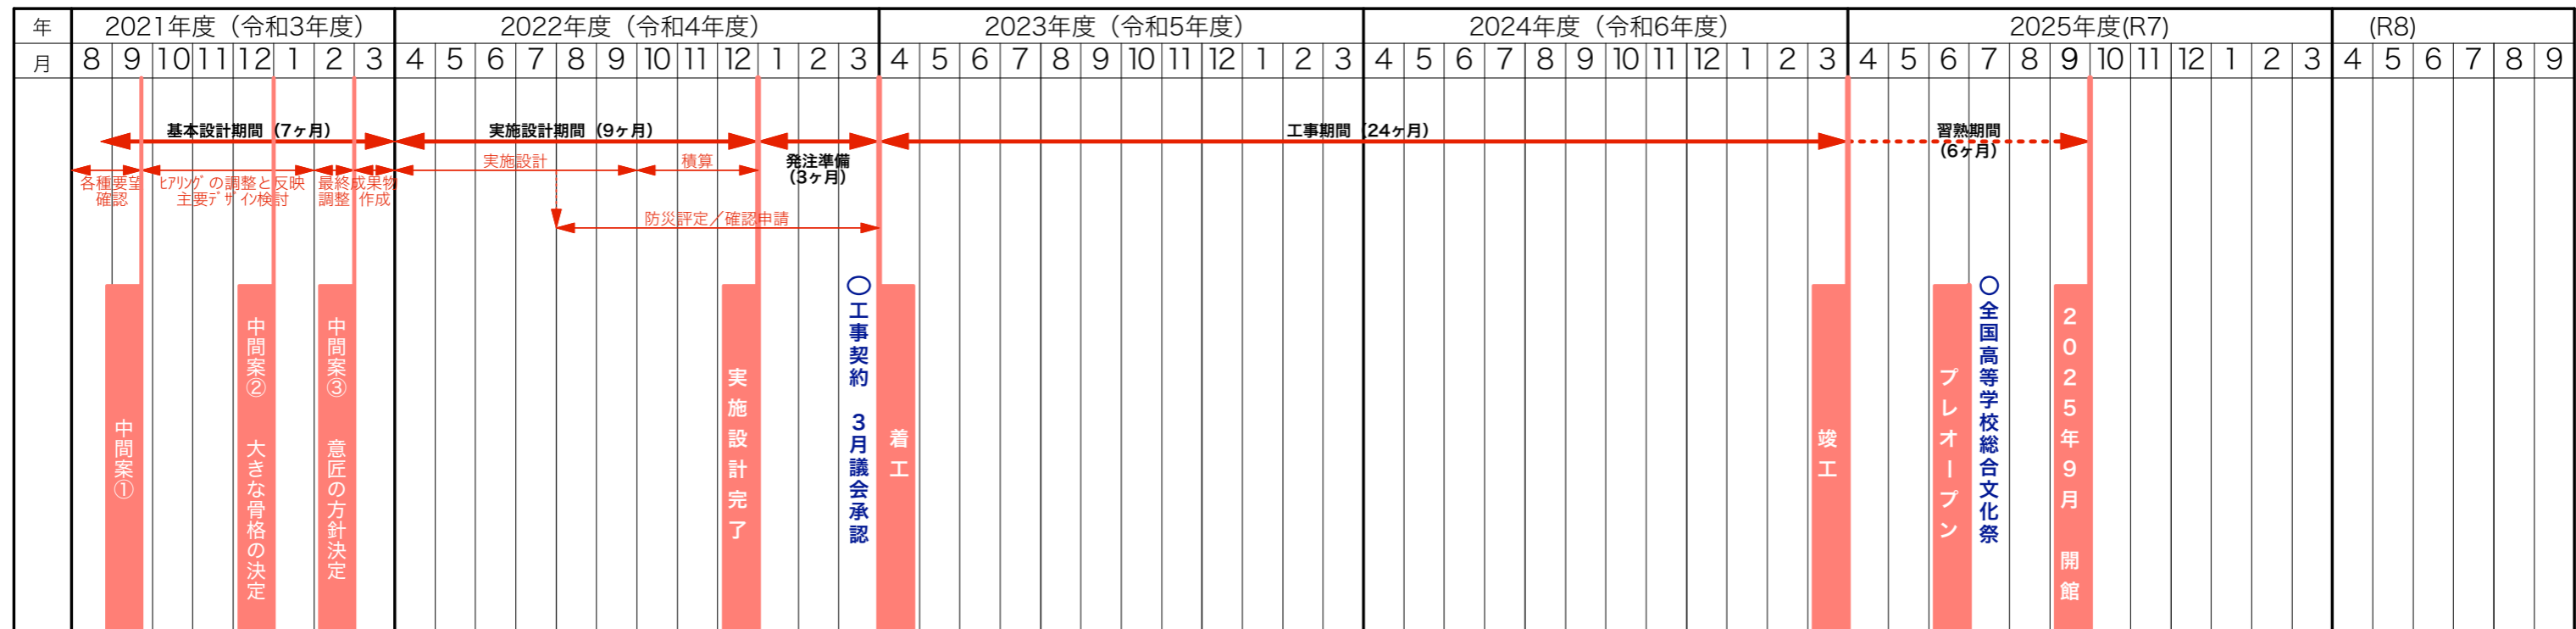 年 2021年度（令和3年度） 2022年度（令和4年度） 2023年度（令和5年度） 2024年度（令和6年度） 2025年度(R7) (R8)
月 8 9 10 11 12 1 2 3 4 5 6 7 8 9 10 11 12 1 2 3 4 5 6 7 8 9 10 11 12 1 2 3 4 5 6 7 8 9 10 11 12 1 2 3 4 5 6 7 8 9 10 11 12 1 2 3 4 5 6 7 8 9
基本設計期間（7ヶ月）
実施設計期間（9ヶ月）
発注準備
（3ヶ月）
工事期間（24ヶ月）
習熟期間
（6ヶ月）
各種要望
確認
ﾋｱﾘﾝｸﾞの調整と反映
主要ﾃﾞｻﾞｲﾝ検討
最終
調整
成果物
作成
実施設計
積算
防災評定／確認申請
中間案①
中間案② 大きな骨格の決定
中間案③ 意匠の方針決定
実施設計完了
〇工事契約 3月議会承認
着工
竣工
プレオープン
〇全国高等学校総合文化祭
2025年9月 開館